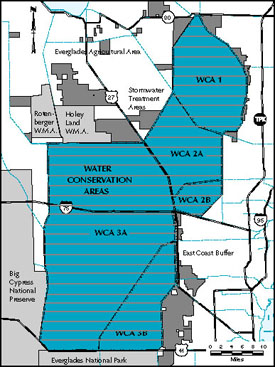 80
Everglades Agricultural Area
WCA 1
27
Stormwater
Treatment
Areas
Roten-
berger
W.M.A.
Holey
Land
W.M.A.
TPK
WCA 2A
WATER
CONSERVATION
AREAS
WCA 2B
75
95
WCA 3A
East Coast Buffer
Big
Cypress
National
Preserve
WCA 3B
Everglades National Park
41
0 2 4 6 8 10
Miles